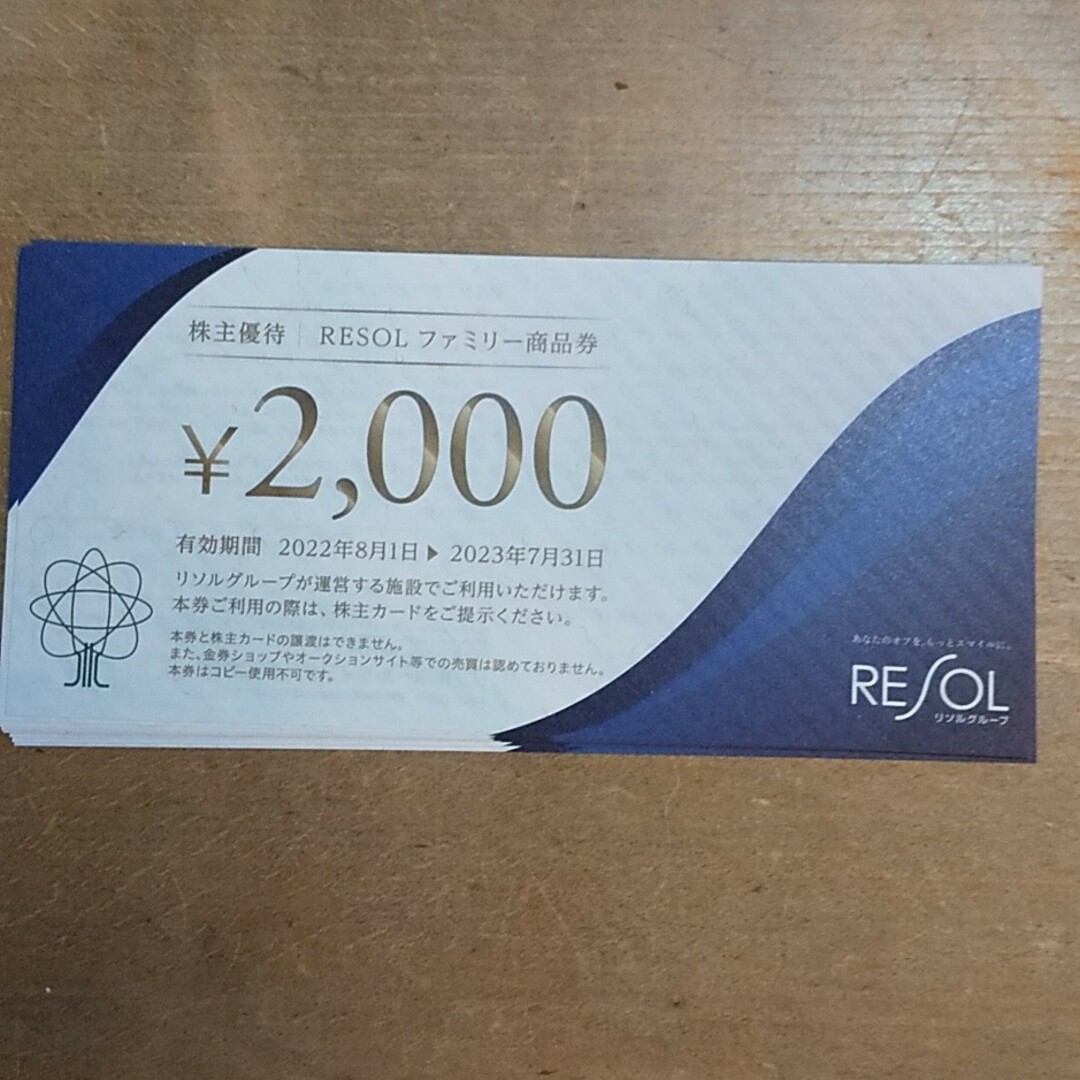 株主優待 RESOL ファミリー商品券
¥2,000
有効期間 2022年8月1日▶2023年7月31日
リソルグループが運営する施設でご利用いただけます。
本券ご利用の際は、株主カードをご提示ください。
本券と株主カードの譲渡はできません。
また、金券ショップやオークションサイト等での売買は認めておりません。
本券はコピー使用不可です。
あなたのオフを、もっとスマイルに。
RESOL
リソルグループ